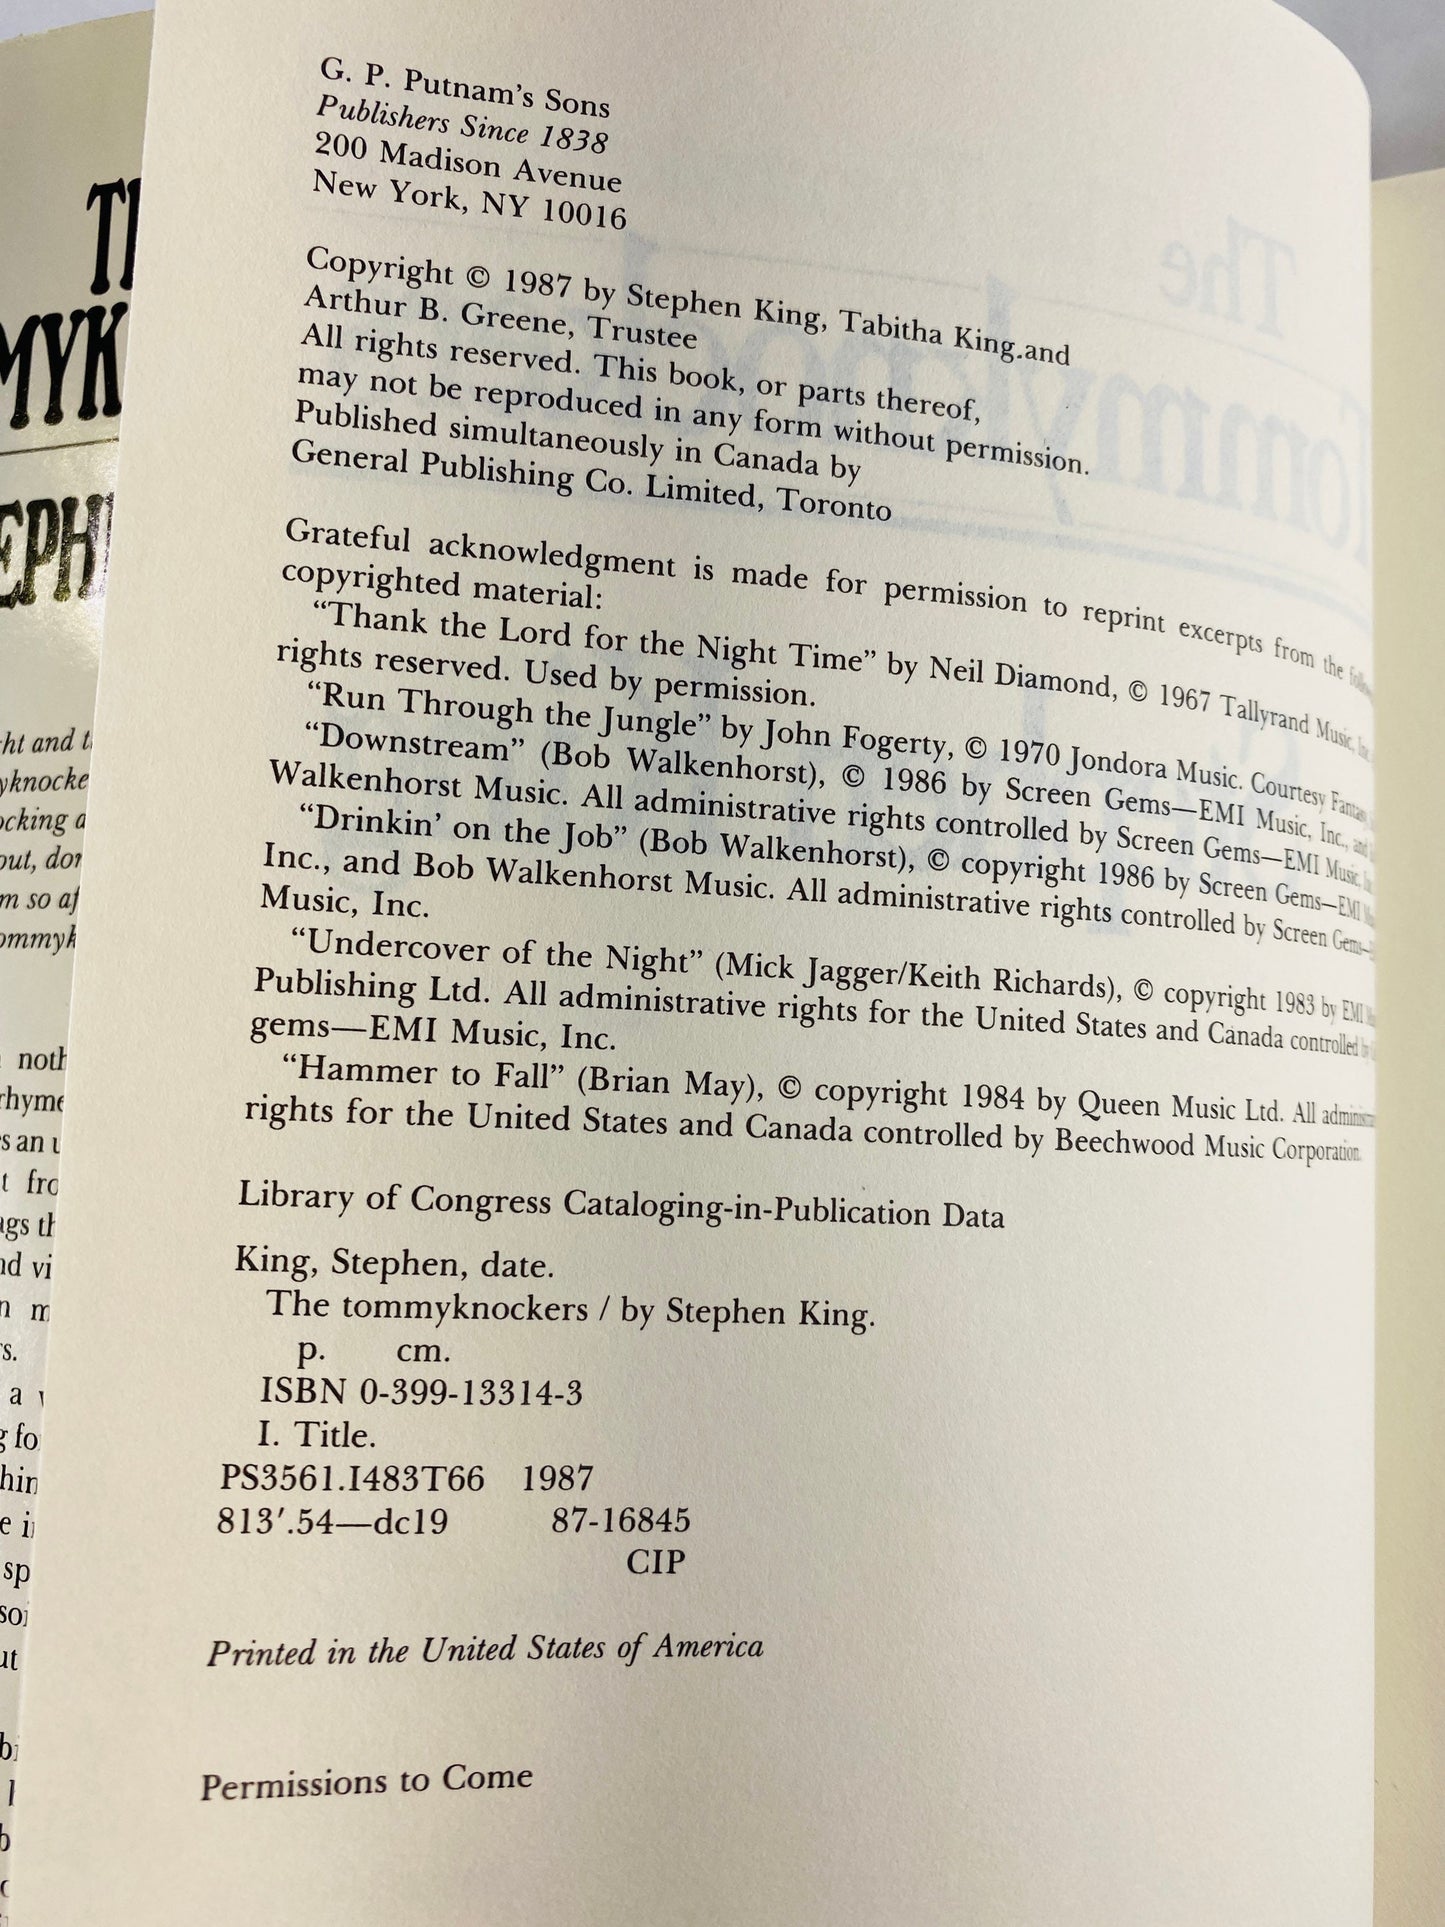 G. P. Putnam's Sons
Publishers Since 1838
200 Madison Avenue
New York, NY 10016
Copyright © 1987 by Stephen King, Tabitha King.and
Arthur B. Greene, Trustee
All rights reserved. This book, or parts thereof,
may not be reproduced in any form without permission.
Published simultaneously in Canada by
General Publishing Co. Limited, Toronto
Grateful acknowledgment is made for permission to reprint excerpts from the
copyrighted material:
“Thank the Lord for the Night Time” by Neil Diamond, © 1967 Tallyrand Music, Inc.
rights reserved. Used by permission.
“Run Through the Jungle” by John Fogerty, © 1970 Jondora Music. Courtesy
“Downstream” (Bob Walkenhorst), © 1986 by Screen Gems—EMI Music, Inc., and
Walkenhorst Music. All administrative rights controlled by Screen Gems—EMI Music,
“Drinkin’ on the Job” (Bob Walkenhorst), © copyright 1986 by Screen Gems—EMI
Inc., and Bob Walkenhorst Music. All administrative rights controlled by Screen Gems—
Music, Inc.
“Undercover of the Night” (Mick Jagger/Keith Richards), © copyright 1983 by EMI
Publishing Ltd. All administrative rights for the United States and Canada controlled by
gems—EMI Music, Inc.
“Hammer to Fall” (Brian May), © copyright 1984 by Queen Music Ltd. All
rights for the United States and Canada controlled by Beechwood Music Corporation.
Library of Congress Cataloging-in-Publication Data
King, Stephen, date.
The tommyknockers / by Stephen King.
p. cm.
ISBN 0-399-13314-3
I. Title.
PS3561.I483T66 1987
813′.54—dc19 87-16845
CIP
Printed in the United States of America
Permissions to Come